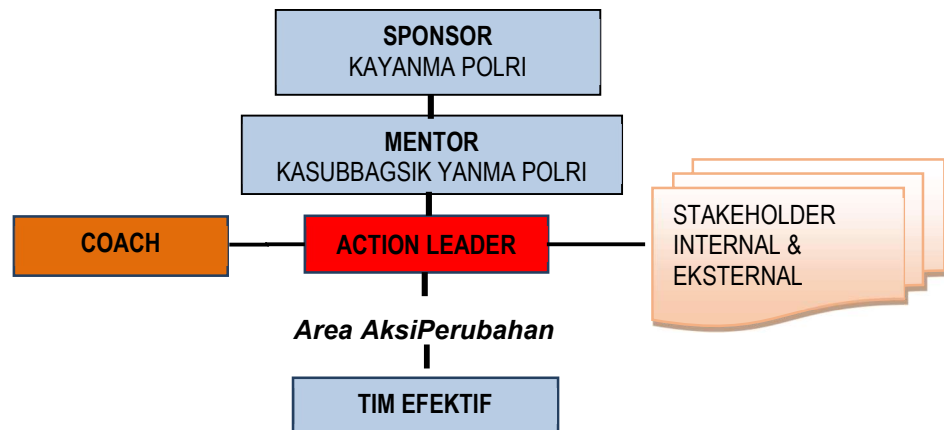 SPONSOR
KAYANMA POLRI
MENTOR
KASUBBAGSIK YANMA POLRI
COACH
ACTION LEADER
STAKEHOLDER
INTERNAL &
EKSTERNAL
Area AksiPerubahan
TIM EFEKTIF